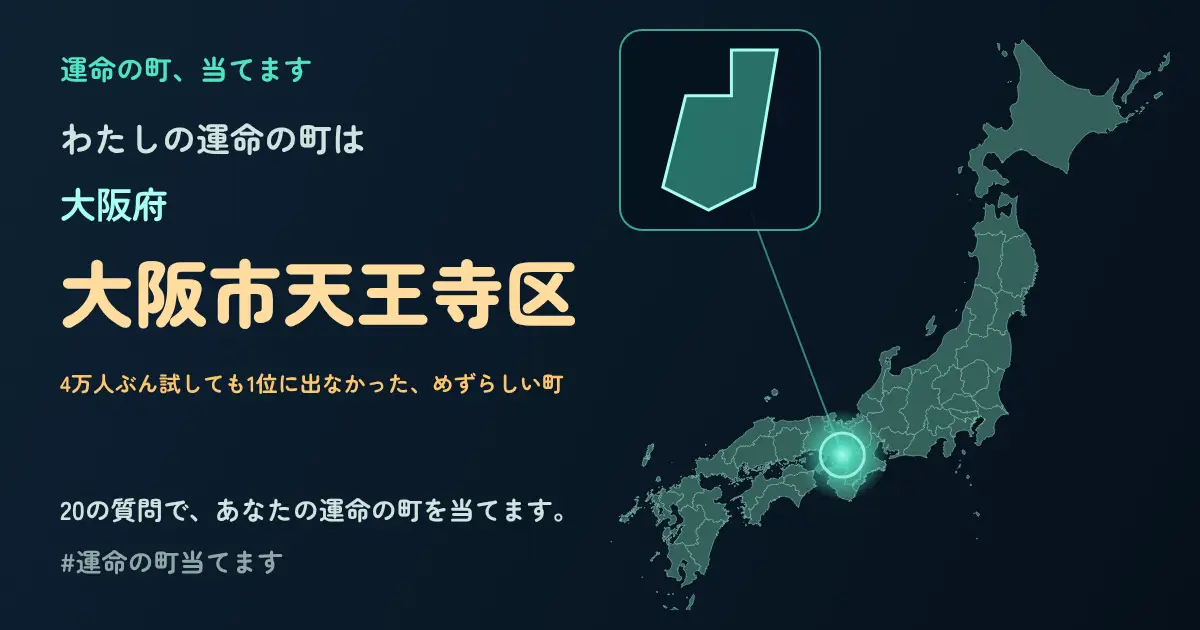 運命の町、当てます
わたしの運命の町は
大阪府
大阪市天王寺区
4万人ぶん試しても1位に出なかった、めずらしい町
20の質問で、あなたの運命の町を当てます。
#運命の町当てます